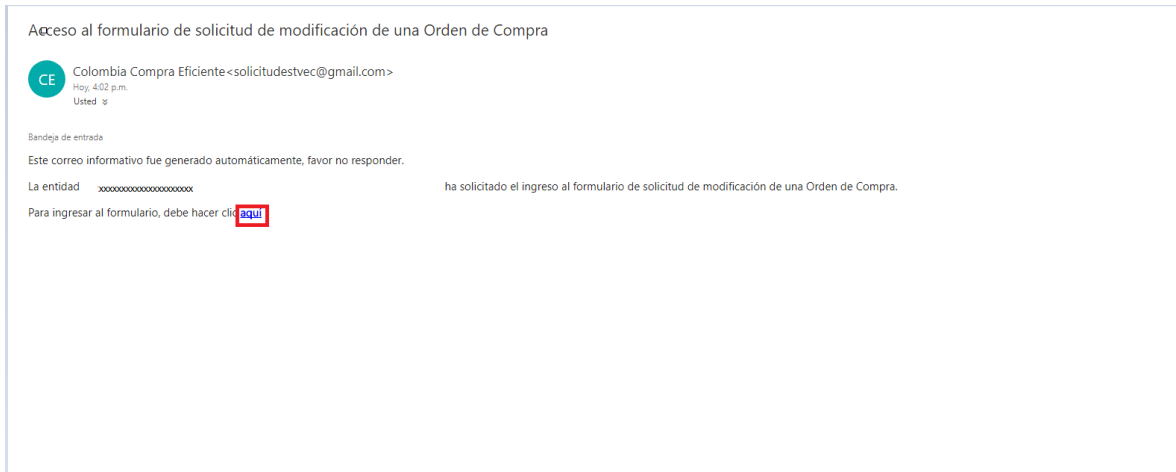 Acceso al formulario de solicitud de modificación de una Orden de Compra
CE
Colombia Compra Eficiente<solicitudestvec@gmail.com>
Hoy, 4:02 p.m.
Usted
Bandeja de entrada
Este correo informativo fue generado automáticamente, favor no responder.
La entidad xxxxxxxxxxxxxxxxxxxx ha solicitado el ingreso al formulario de solicitud de modificación de una Orden de Compra.
Para ingresar al formulario, debe hacer clic aquí